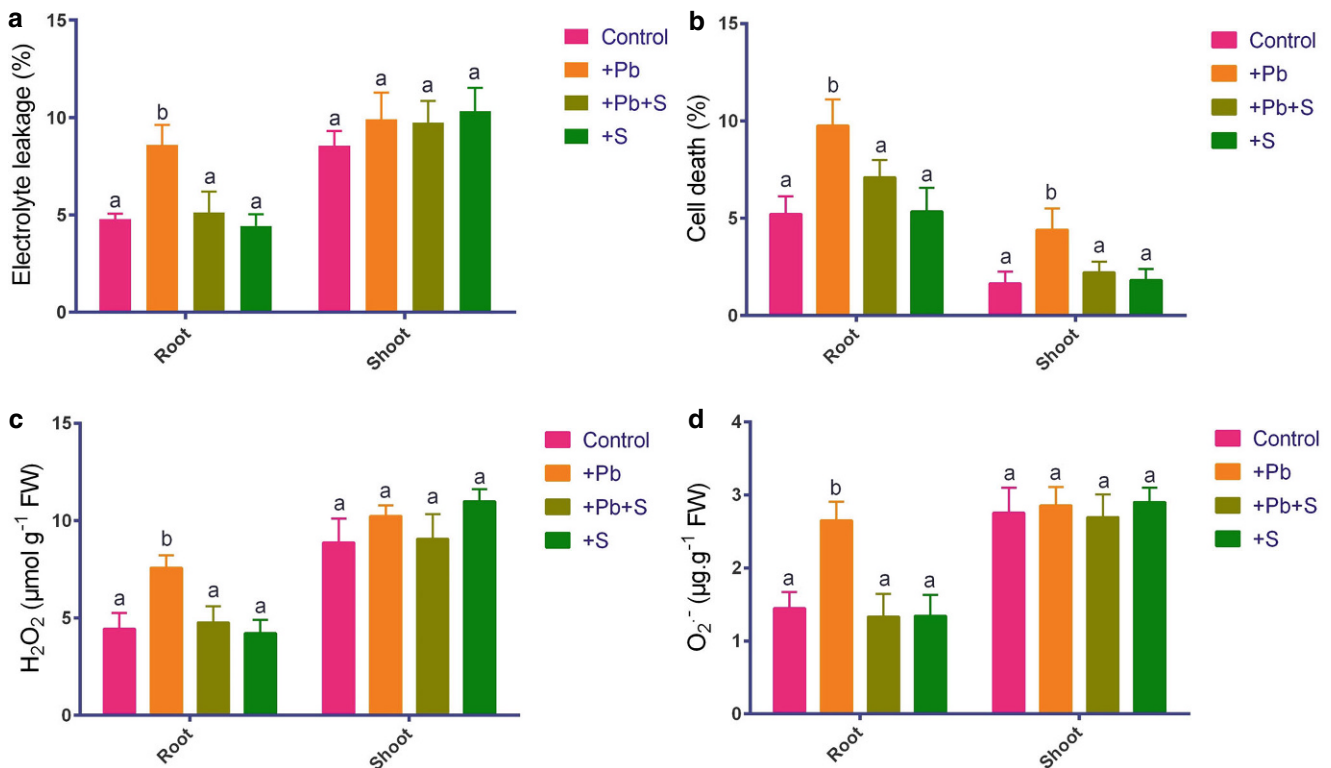 a
Electrolyte leakage (%)
15
10
5
0
a
b
a
a
a
a
a
a
Root
Shoot
Control
+Pb
+Pb+S
+S
b
Cell death (%)
15
10
5
0
a
b
a
a
a
b
a
a
Root
Shoot
Control
+Pb
+Pb+S
+S
c
H₂O₂ (μmol g⁻¹ FW)
15
10
5
0
a
b
a
a
a
a
a
a
Root
Shoot
Control
+Pb
+Pb+S
+S
d
O₂·⁻ (μg.g⁻¹ FW)
4
3
2
1
0
a
b
a
a
a
a
a
a
Root
Shoot
Control
+Pb
+Pb+S
+S